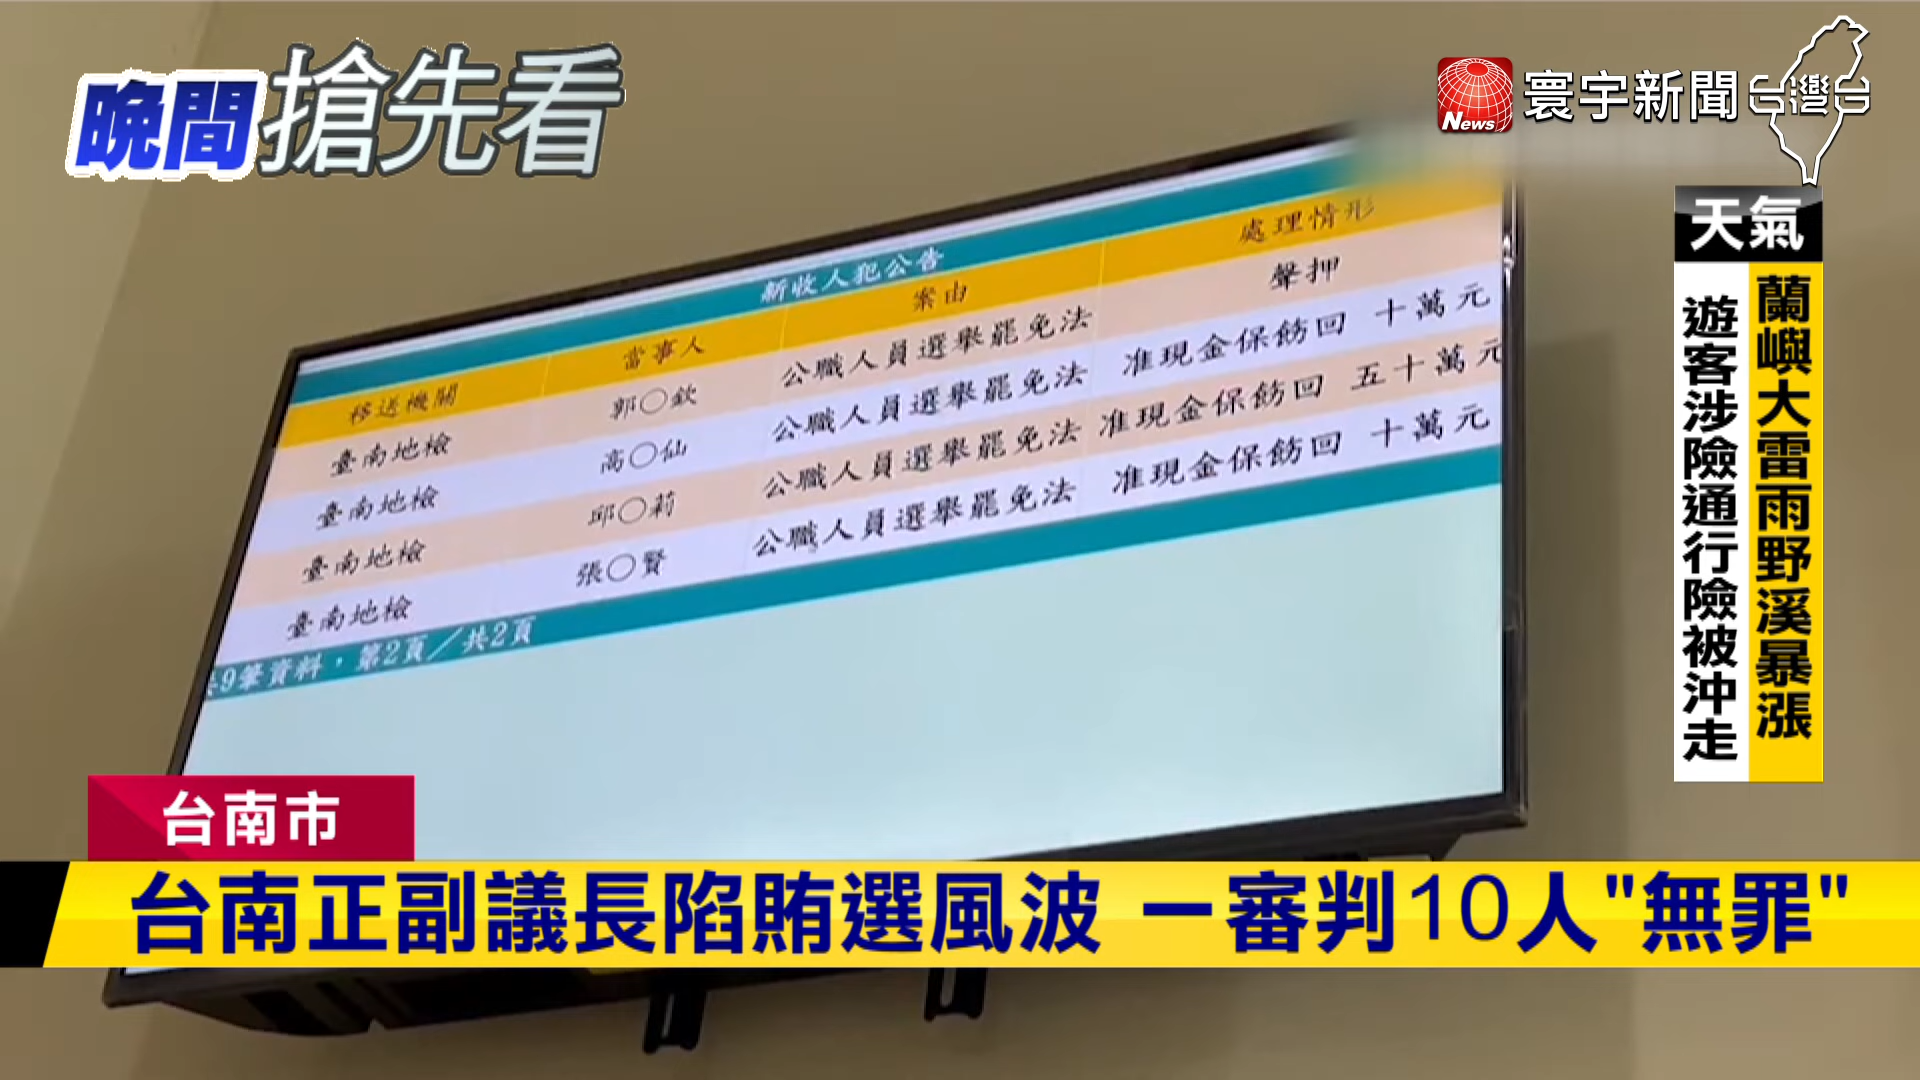 晚間搶先看
News 寰宇新聞 台灣
天氣
蘭嶼大雷雨野溪暴漲
遊客涉險通行險被沖走
新收人犯公告
移送機關 當事人 案由 處理情形
臺南地檢 郭○欽 公職人員選舉罷免法 聲押
臺南地檢 高○仙 公職人員選舉罷免法 准現金保飭回 十萬元
臺南地檢 邱○莉 公職人員選舉罷免法 准現金保飭回 五十萬元
臺南地檢 張○賢 公職人員選舉罷免法 准現金保飭回 十萬元
共9筆資料，第2頁／共2頁
台南市
台南正副議長陷賄選風波 一審判10人"無罪"